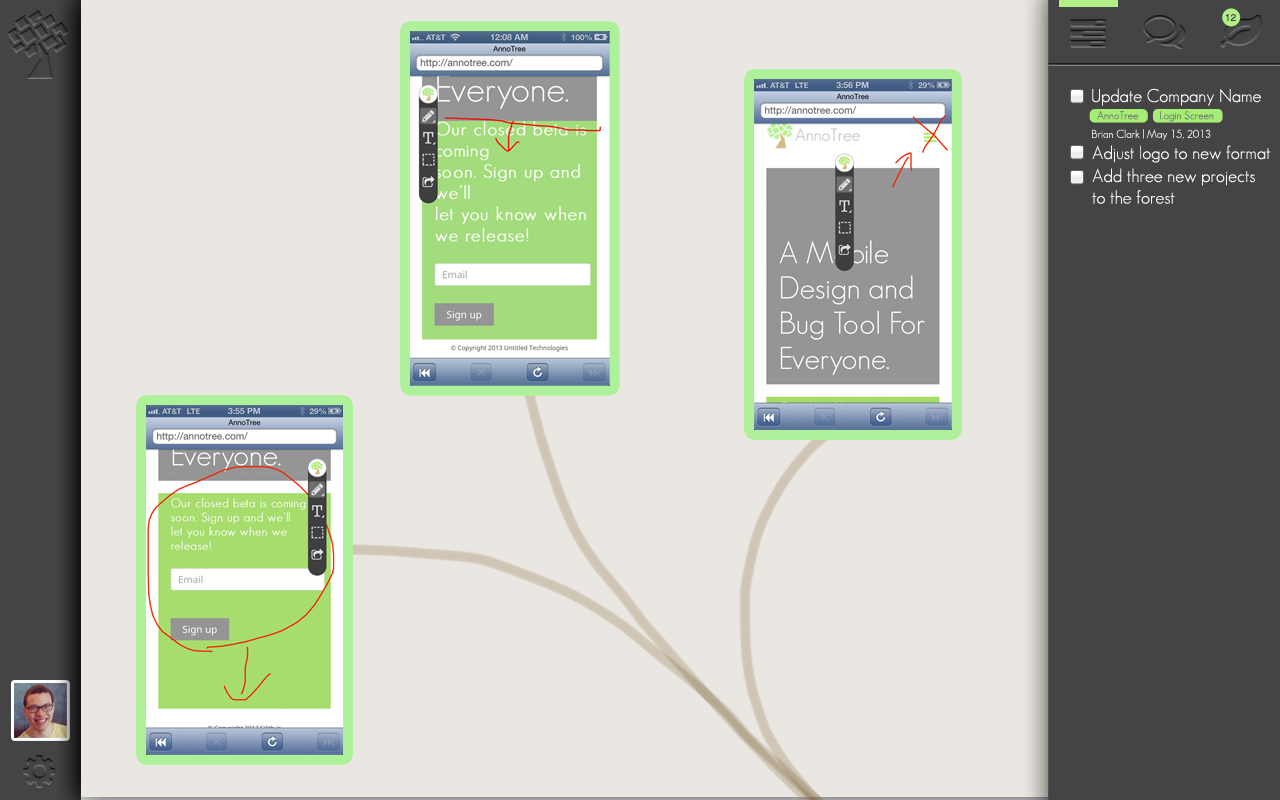 AT&T 12:08 AM 100%
AnnoTree
http://annotree.com/
Everyone.
Our closed beta is
coming
soon. Sign up and
we'll
let you know when
we release!
Email
Sign up
© Copyright 2013 Untitled Technologies
AT&T LTE 3:56 PM 29%
AnnoTree
http://annotree.com/
AnnoTree
T
A Mobile
Design and
Bug Tool For
Everyone.
AT&T LTE 3:55 PM 29%
AnnoTree
http://annotree.com/
Everyone.
Our closed beta is coming
soon. Sign up and we'll
let you know when we
release!
T
Email
Sign up
12
Update Company Name
AnnoTree Login Screen
Brian Clark | May 15, 2013
Adjust logo to new format
Add three new projects
to the forest